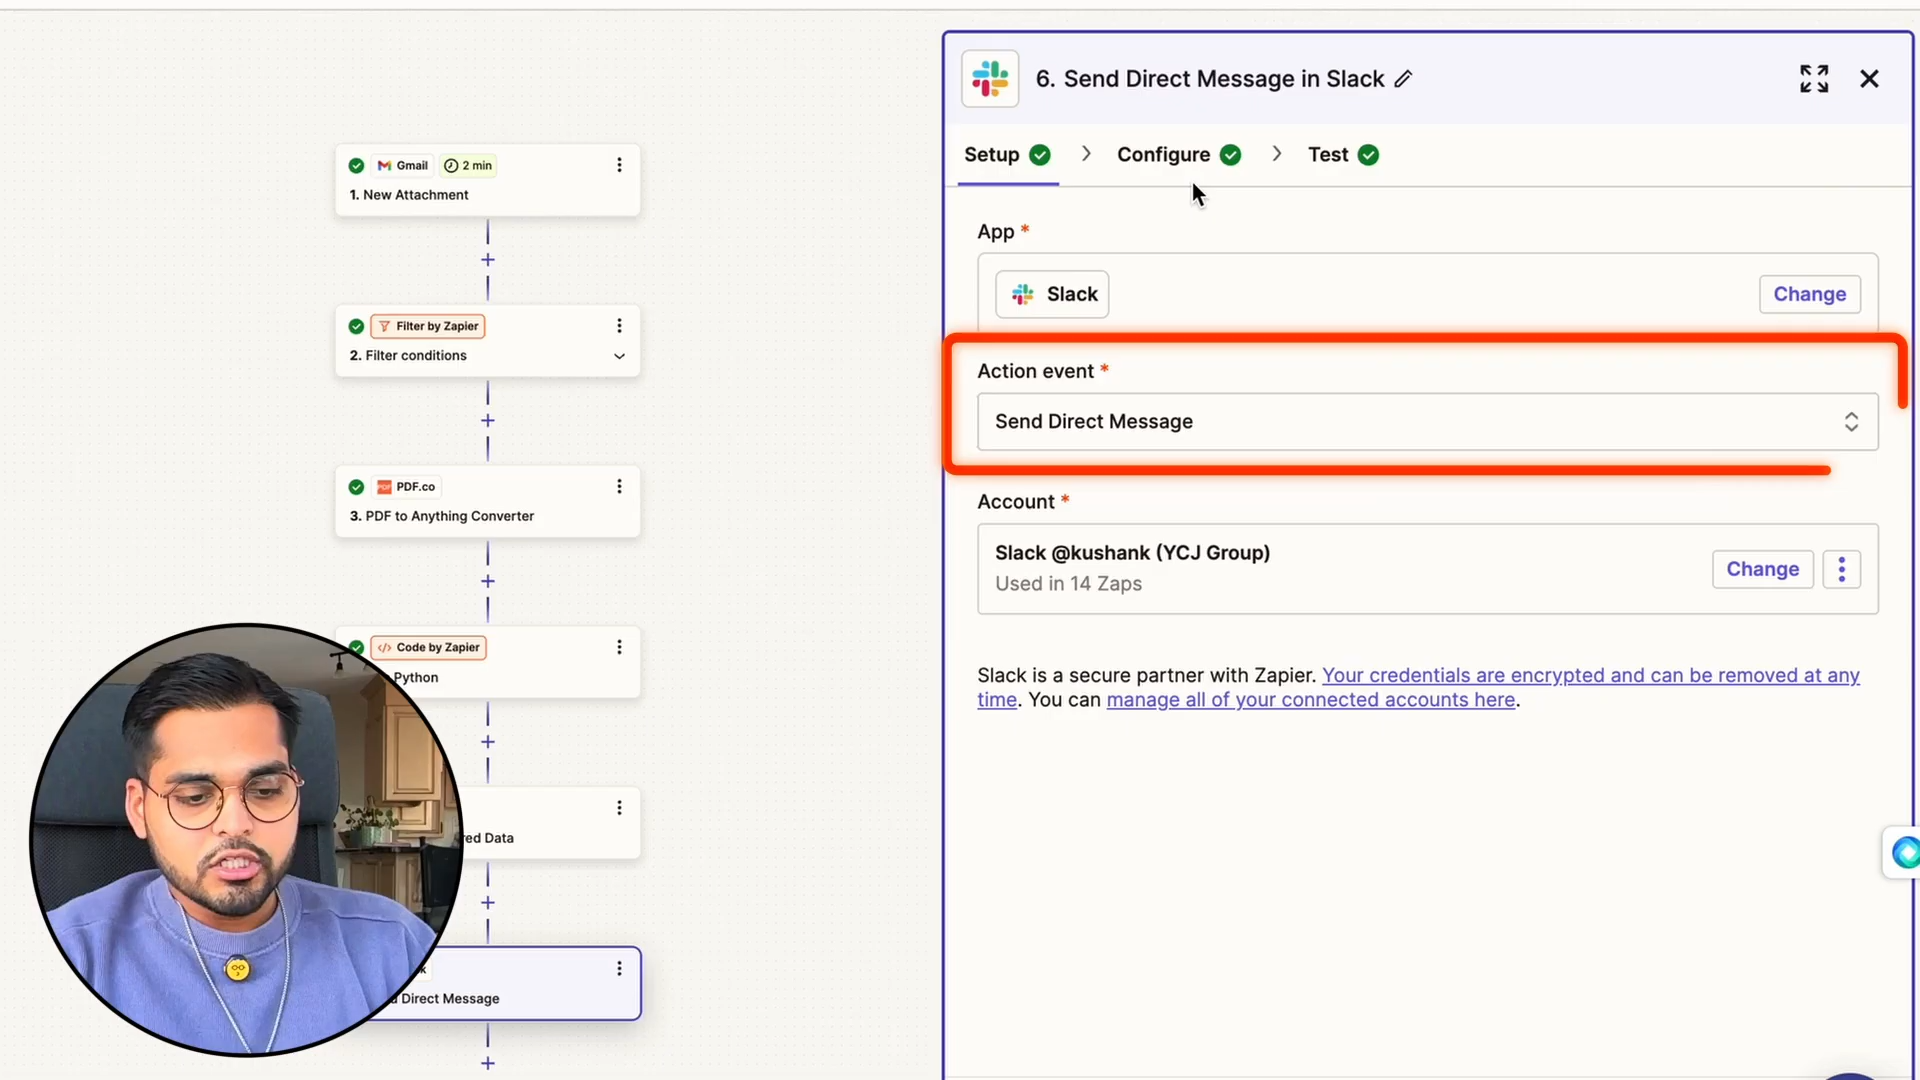 Gmail
2 min
1. New Attachment
Filter by Zapier
2. Filter conditions
PDF.co
3. PDF to Anything Converter
Code by Zapier
Python
red Data
Direct Message
6. Send Direct Message in Slack
Setup
Configure
Test
App *
Slack
Change
Action event *
Send Direct Message
Account *
Slack @kushank (YCJ Group)
Used in 14 Zaps
Change
Slack is a secure partner with Zapier. Your credentials are encrypted and can be removed at any
time. You can manage all of your connected accounts here.